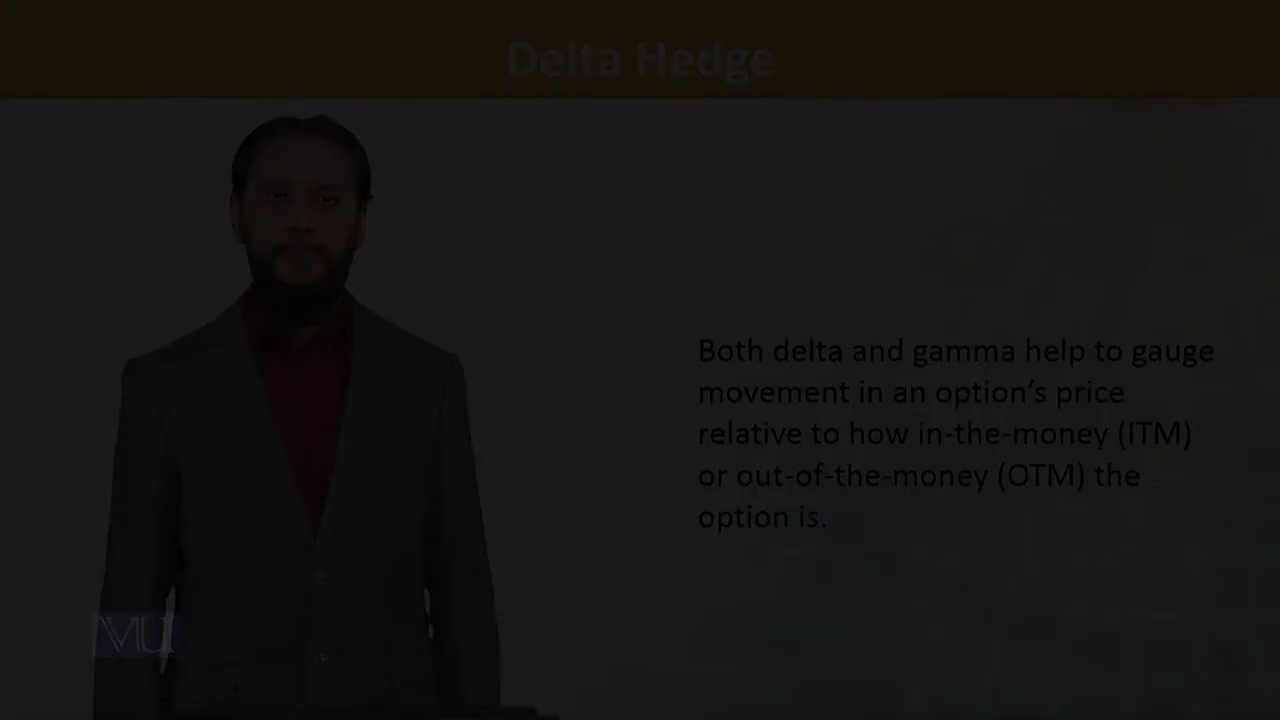 Delta Hedge
Both delta and gamma help to gauge
movement in an option's price
relative to how in-the-money (ITM)
or out-of-the-money (OTM) the
option is.
VU